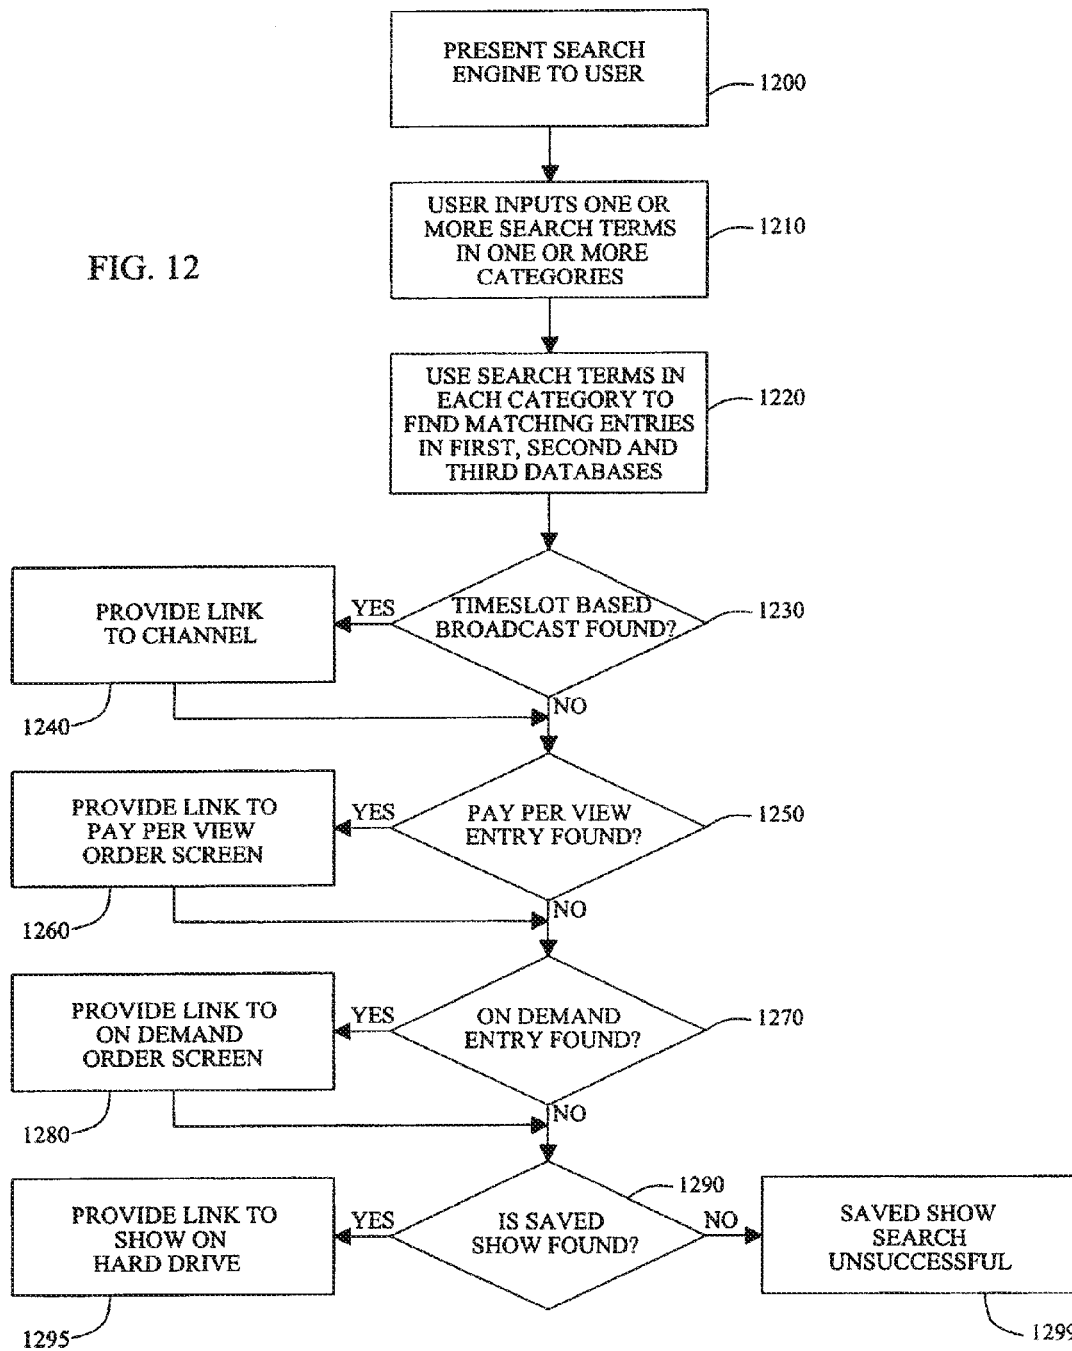 PRESENT SEARCH
ENGINE TO USER
1200
USER INPUTS ONE OR
MORE SEARCH TERMS
IN ONE OR MORE
CATEGORIES
1210
FIG. 12
USE SEARCH TERMS IN
EACH CATEGORY TO
FIND MATCHING ENTRIES
IN FIRST, SECOND AND
THIRD DATABASES
1220
PROVIDE LINK
TO CHANNEL
1240
YES
TIMESLOT BASED
BROADCAST FOUND?
1230
NO
PROVIDE LINK TO
PAY PER VIEW
ORDER SCREEN
1260
YES
PAY PER VIEW
ENTRY FOUND?
1250
NO
PROVIDE LINK TO
ON DEMAND
ORDER SCREEN
1280
YES
ON DEMAND
ENTRY FOUND?
1270
NO
PROVIDE LINK TO
SHOW ON
HARD DRIVE
1295
YES
IS SAVED
SHOW FOUND?
1290
NO
SAVED SHOW
SEARCH
UNSUCCESSFUL
1299